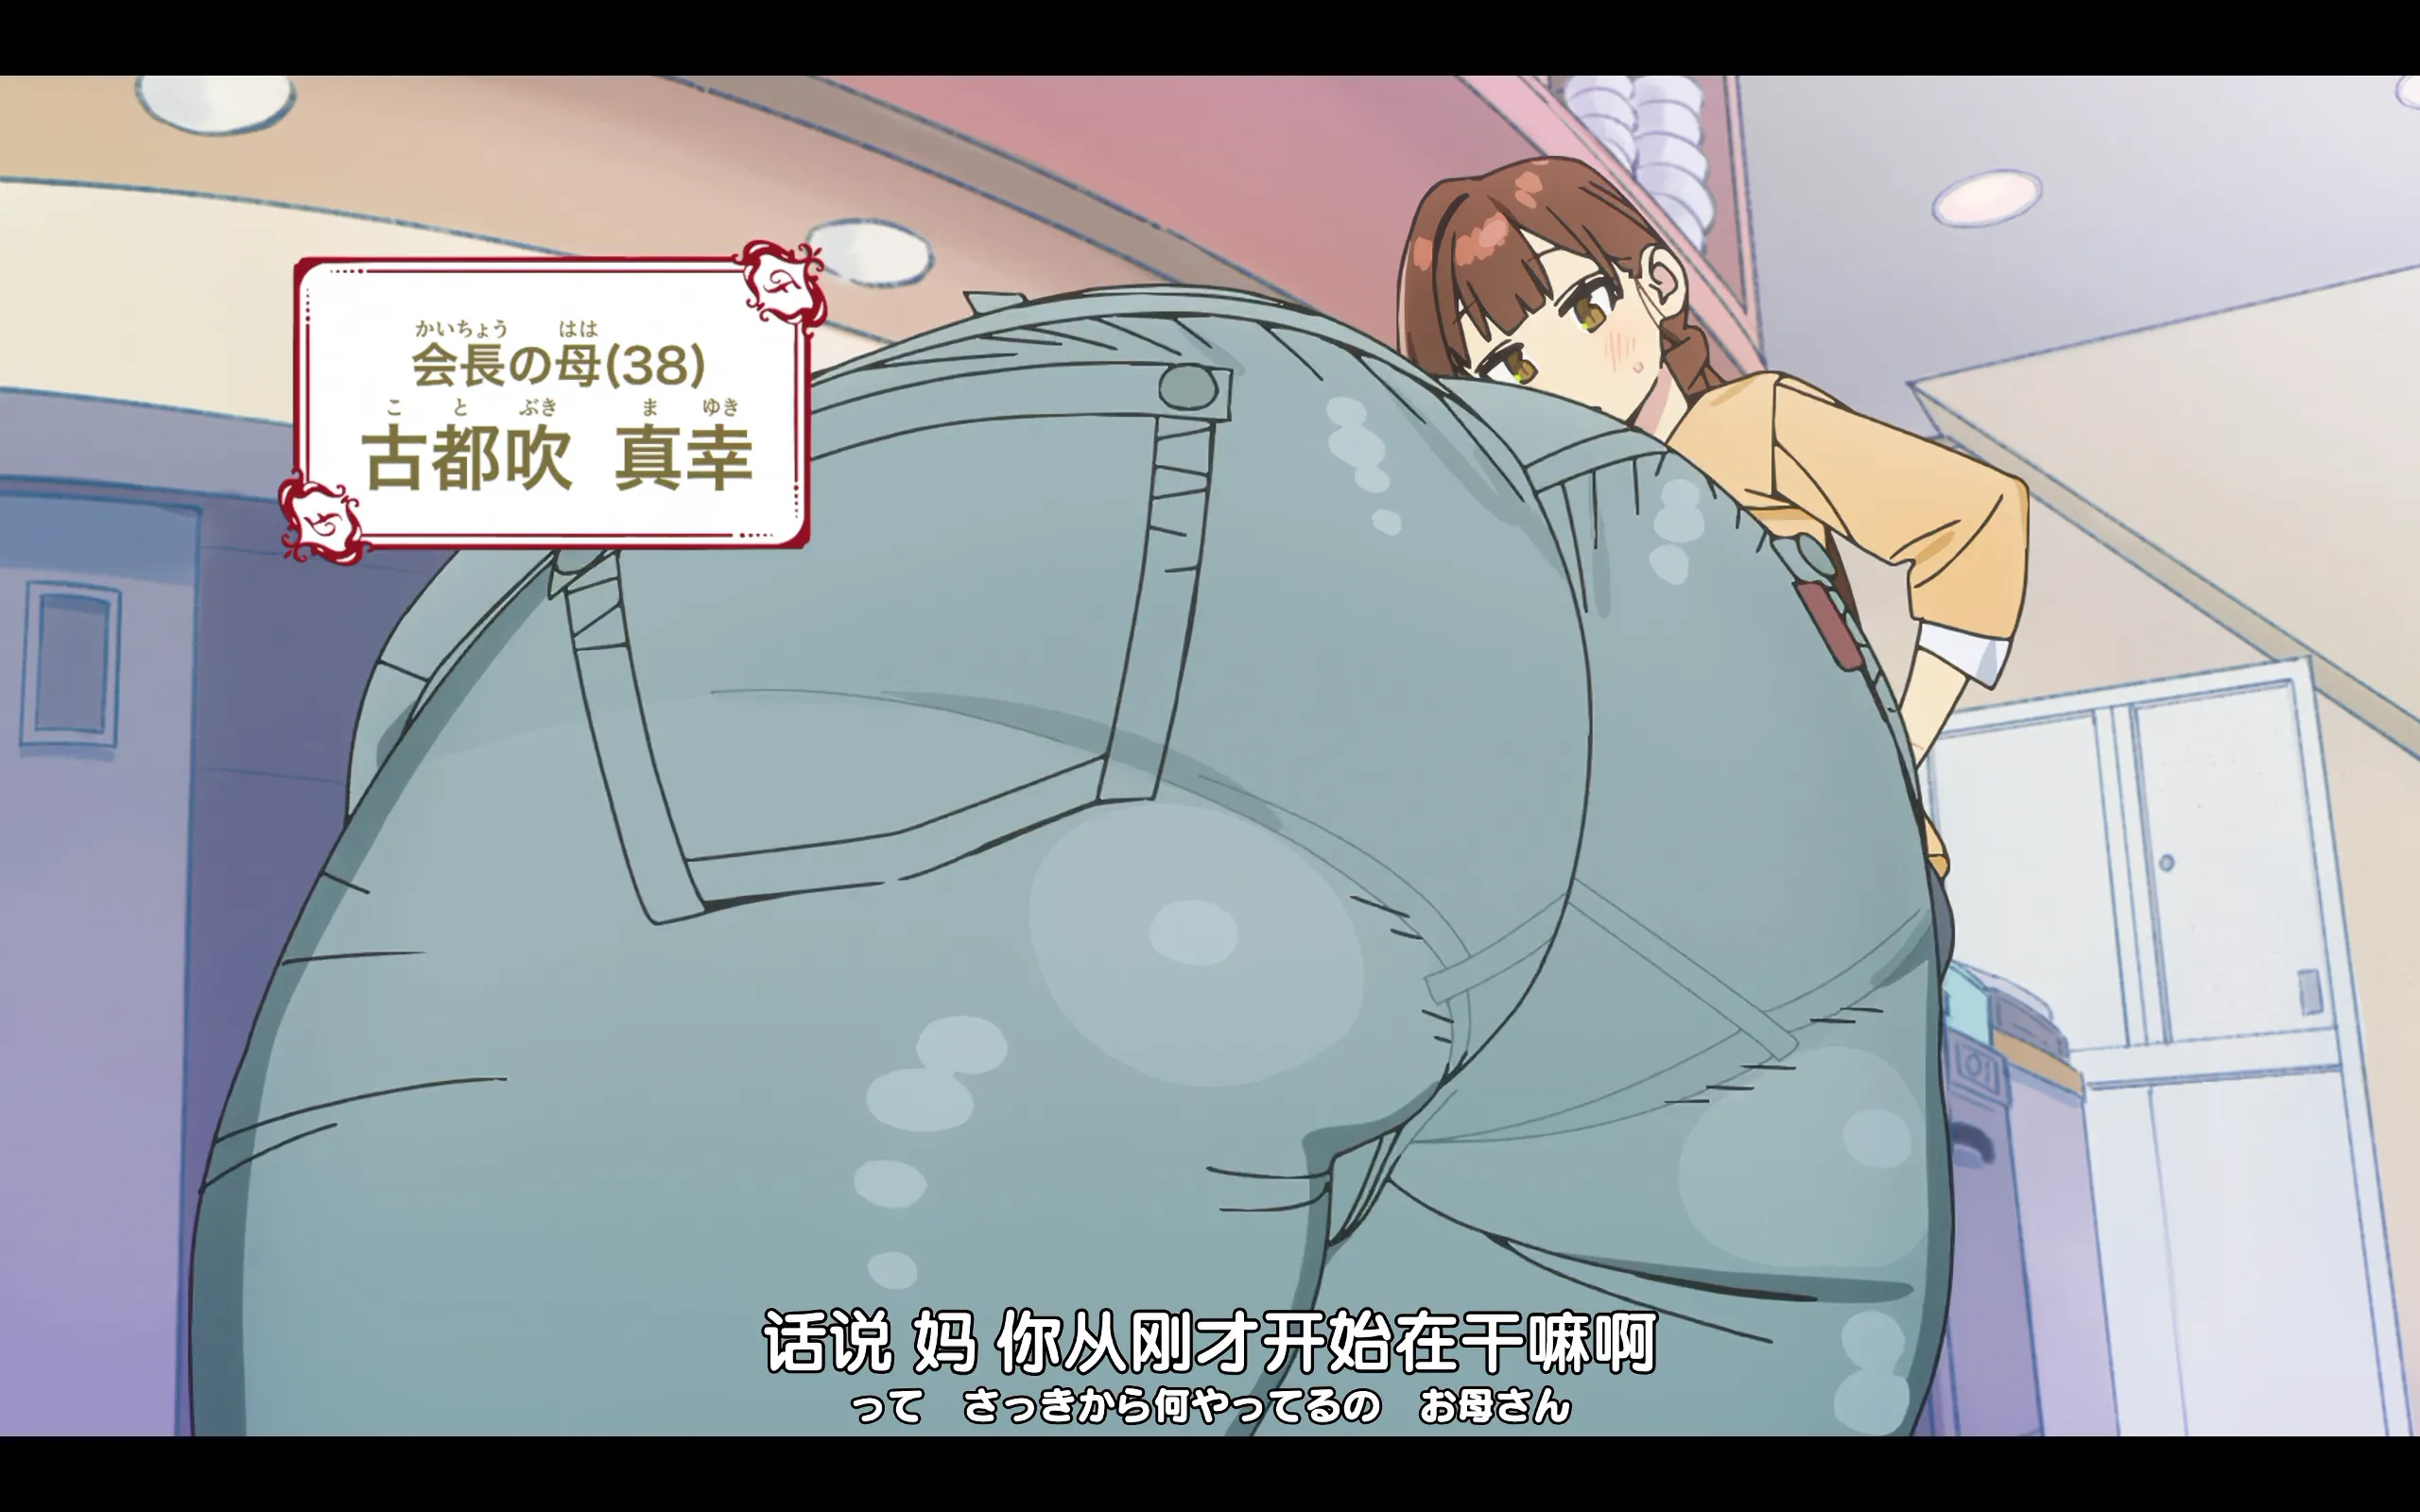 かいちょう はは
会長の母(38)
こ と ぶき ま ゆき
古都吹 真幸
话说 妈 你从刚才开始在干嘛啊
って さっきから何やってるの お母さん